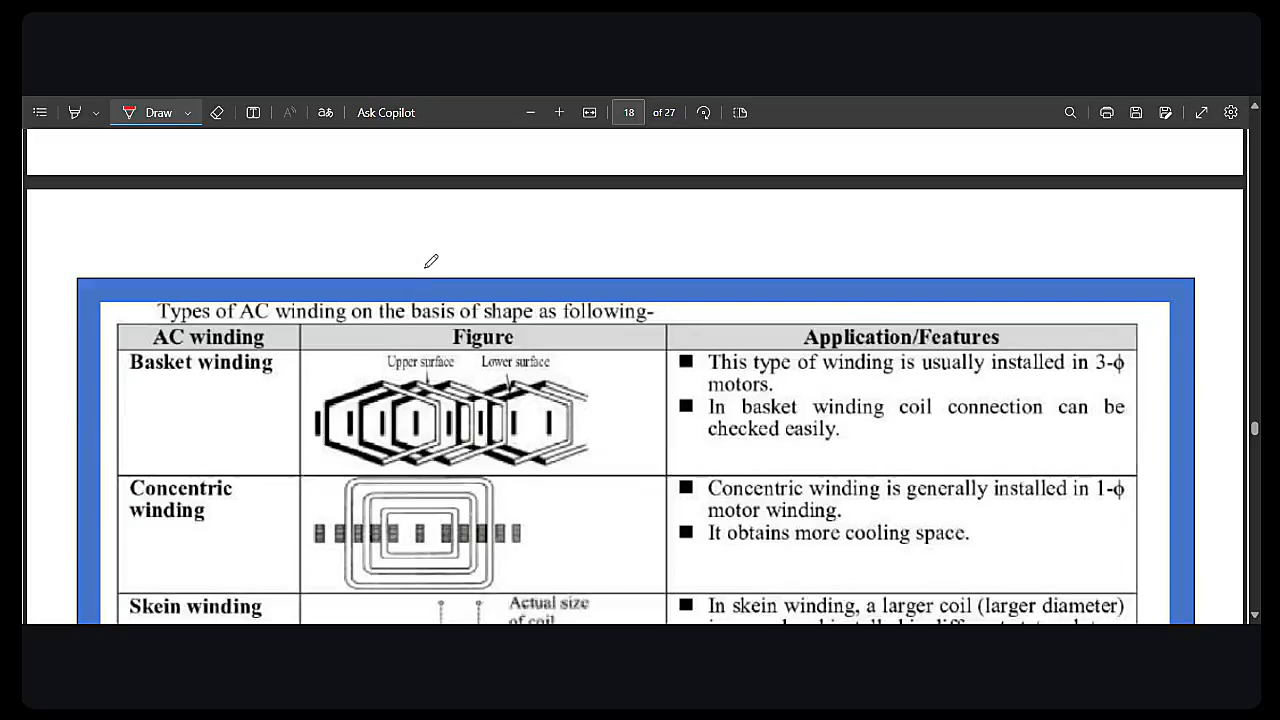 Draw
Ask Copilot
18 of 27
Types of AC winding on the basis of shape as following-
AC winding
Figure
Application/Features
Basket winding
Upper surface
Lower surface
■ This type of winding is usually installed in 3-ϕ
motors.
■ In basket winding coil connection can be
checked easily.
Concentric
winding
■ Concentric winding is generally installed in 1-ϕ
motor winding.
■ It obtains more cooling space.
Skein winding
Actual size
of coil
■ In skein winding, a larger coil (larger diameter)